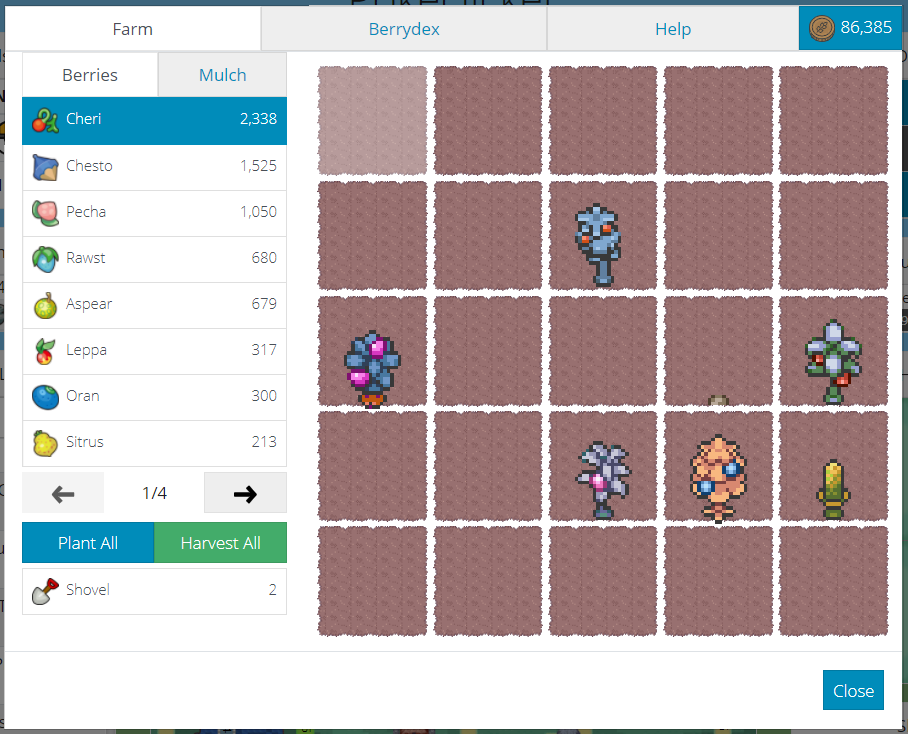 Farm
Berrydex
Help
86,385
Berries
Mulch
Cheri 2,338
Chesto 1,525
Pecha 1,050
Rawst 680
Aspear 679
Leppa 317
Oran 300
Sitrus 213
1/4
Plant All
Harvest All
Shovel 2
Close